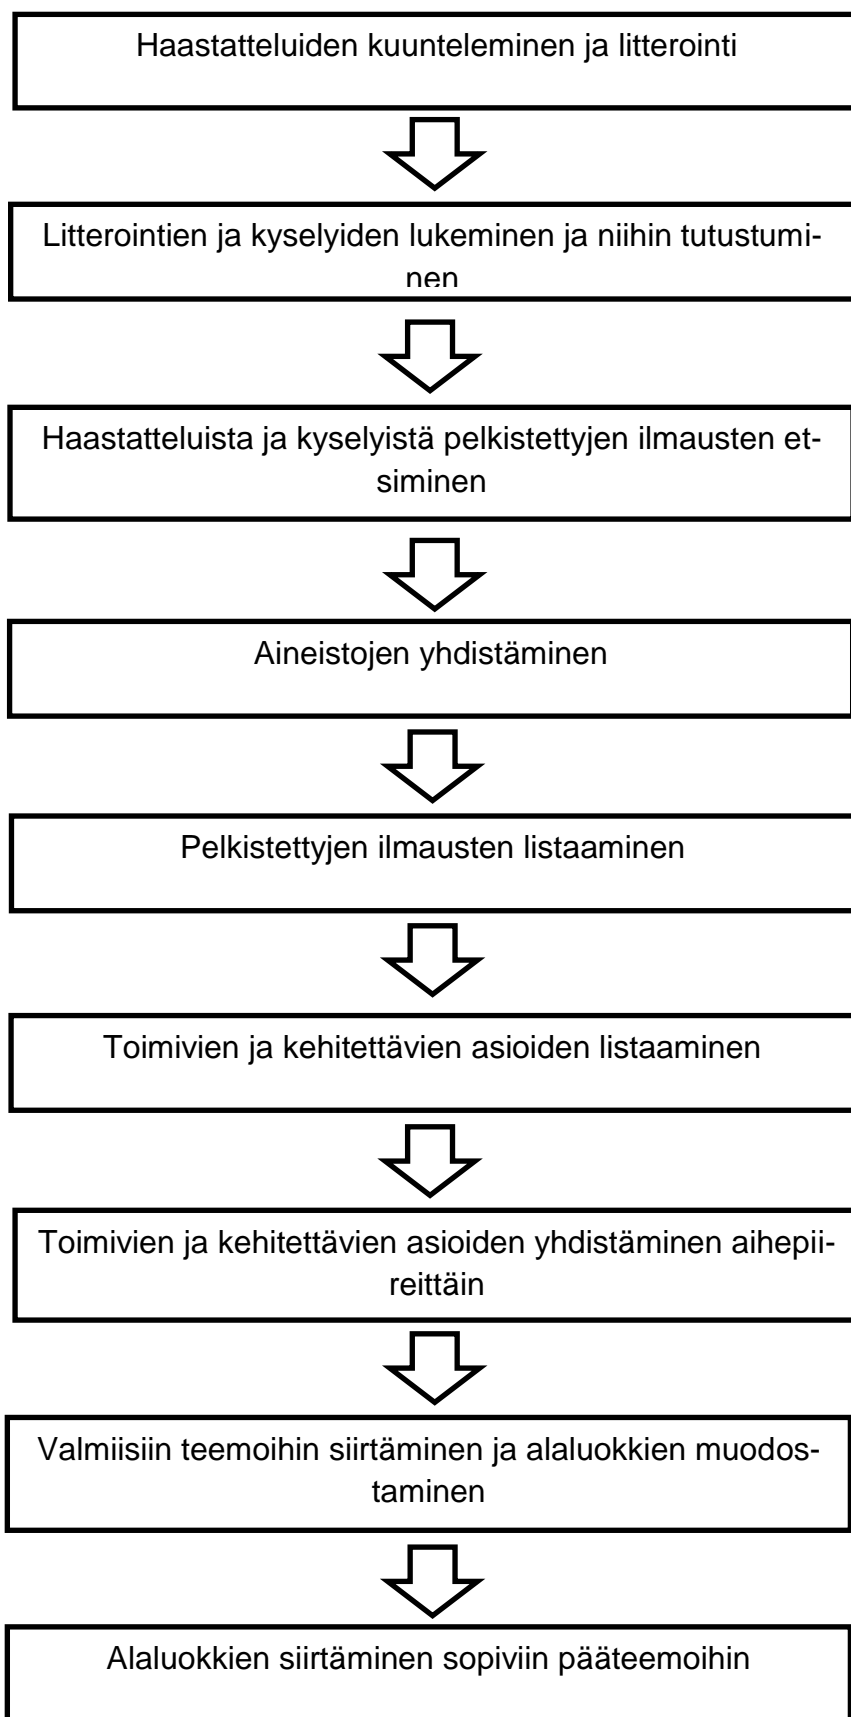 Haastatteluiden kuunteleminen ja litterointi
Litterointien ja kyselyiden lukeminen ja niihin tutustumi-
nen
Haastatteluista ja kyselyistä pelkistettyjen ilmausten et-
siminen
Aineistojen yhdistäminen
Pelkistettyjen ilmausten listaaminen
Toimivien ja kehitettävien asioiden listaaminen
Toimivien ja kehitettävien asioiden yhdistäminen aihepii-
reittäin
Valmiisiin teemoihin siirtäminen ja alaluokkien muodos-
taminen
Alaluokkien siirtäminen sopiviin pääteemoihin